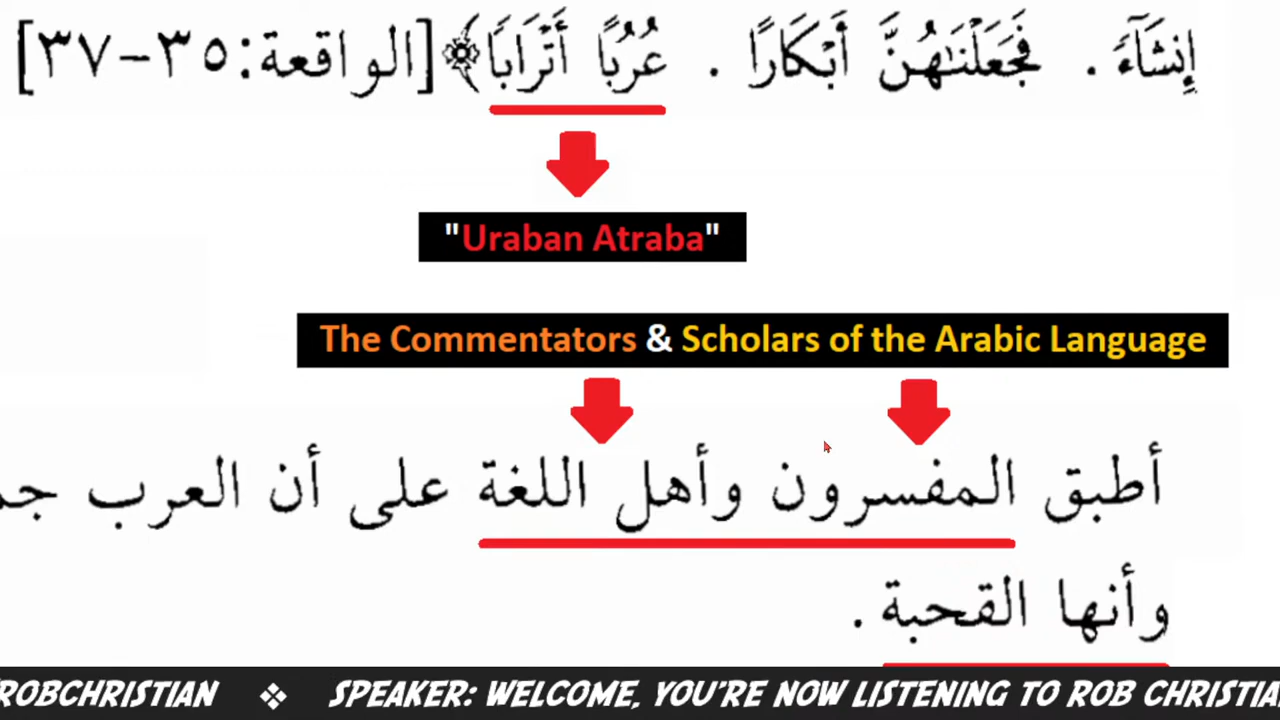 إِنشَآءً . فَجَعَلْنَٰهُنَّ أَبْكَارًا . عُرُبًا أَتْرَابًا﴾[الواقعة:٣٥-٣٧]
"Uraban Atraba"
The Commentators & Scholars of the Arabic Language
أطبق المفسرون وأهل اللغة على أن العرب
وأنها القحبة .
ROBCHRISTIAN ❖ SPEAKER: WELCOME, YOU'RE NOW LISTENING TO ROB CHRISTIA